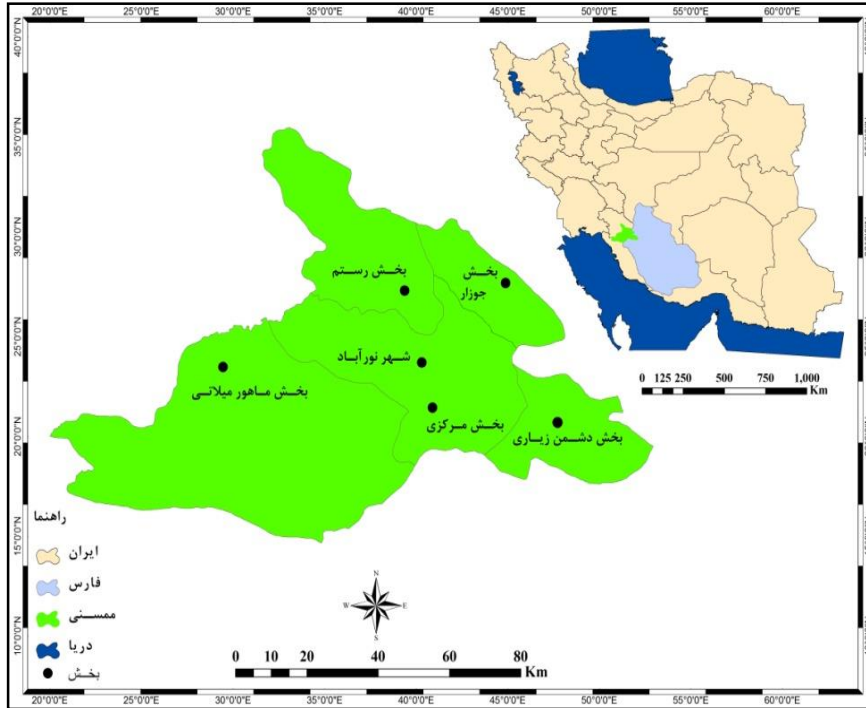 20°0'0"E 25°0'0"E 30°0'0"E 35°0'0"E 40°0'0"E 45°0'0"E 50°0'0"E 55°0'0"E 60°0'0"E
40°0'0"N
35°0'0"N
30°0'0"N
25°0'0"N
20°0'0"N
15°0'0"N
10°0'0"N
بخش رستم
بخش
جوزار
شهر نورآباد
بخش ماهور میلاتی
بخش مرکزی
بخش دشمن زیاری
0 125 250 500 750 1,000
Km
راهنما
ایران
فارس
ممسنی
دریا
بخش
N
W E
S
0 5 10 20 40 60 80
Km
20°0'0"E 25°0'0"E 30°0'0"E 35°0'0"E 40°0'0"E 45°0'0"E 50°0'0"E 55°0'0"E 60°0'0"E